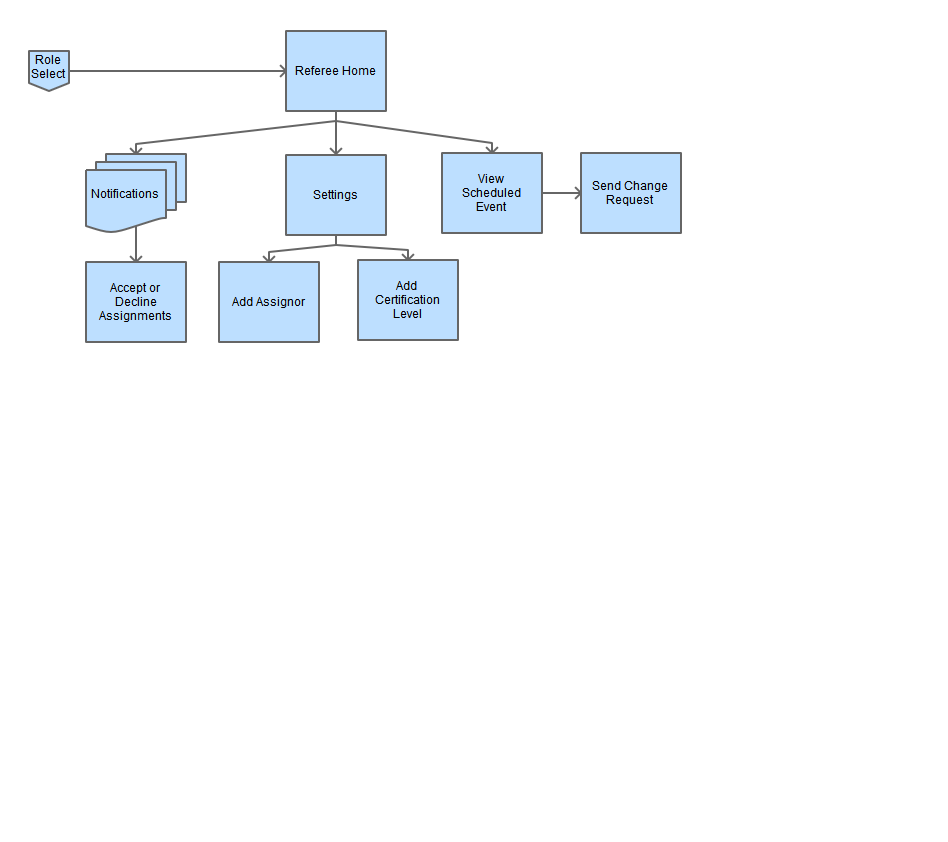 Role
Select
Referee Home
Notifications
Settings
View
Scheduled
Event
Send Change
Request
Accept or
Decline
Assignments
Add Assignor
Add
Certification
Level